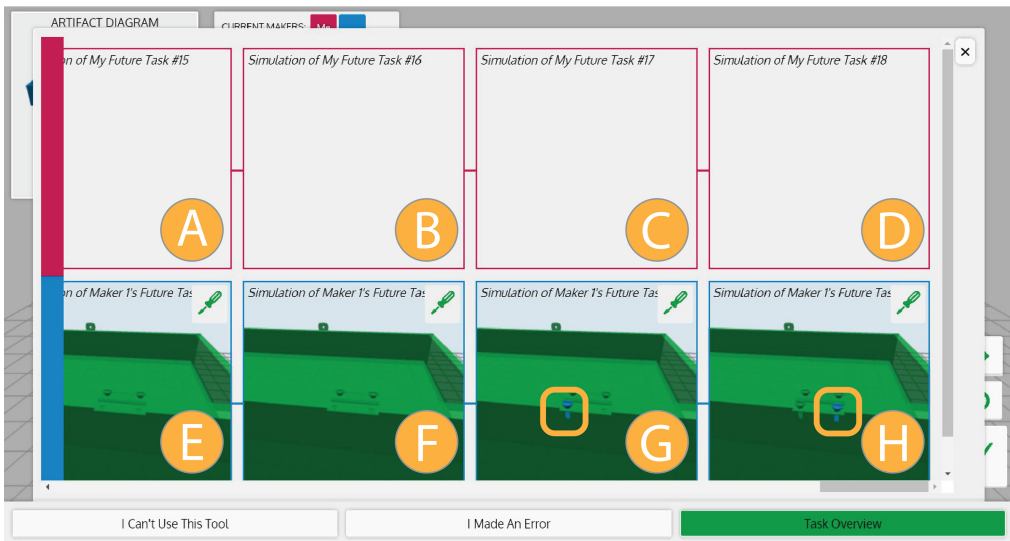 ARTIFACT DIAGRAM
CURRENT MAKERS: Me
on of My Future Task #15
Simulation of My Future Task #16
Simulation of My Future Task #17
Simulation of My Future Task #18
A
B
C
D
on of Maker 1's Future Tas
Simulation of Maker 1's Future Tas
Simulation of Maker 1's Future Tas
Simulation of Maker 1's Future Tas
E
F
G
H
I Can't Use This Tool
I Made An Error
Task Overview